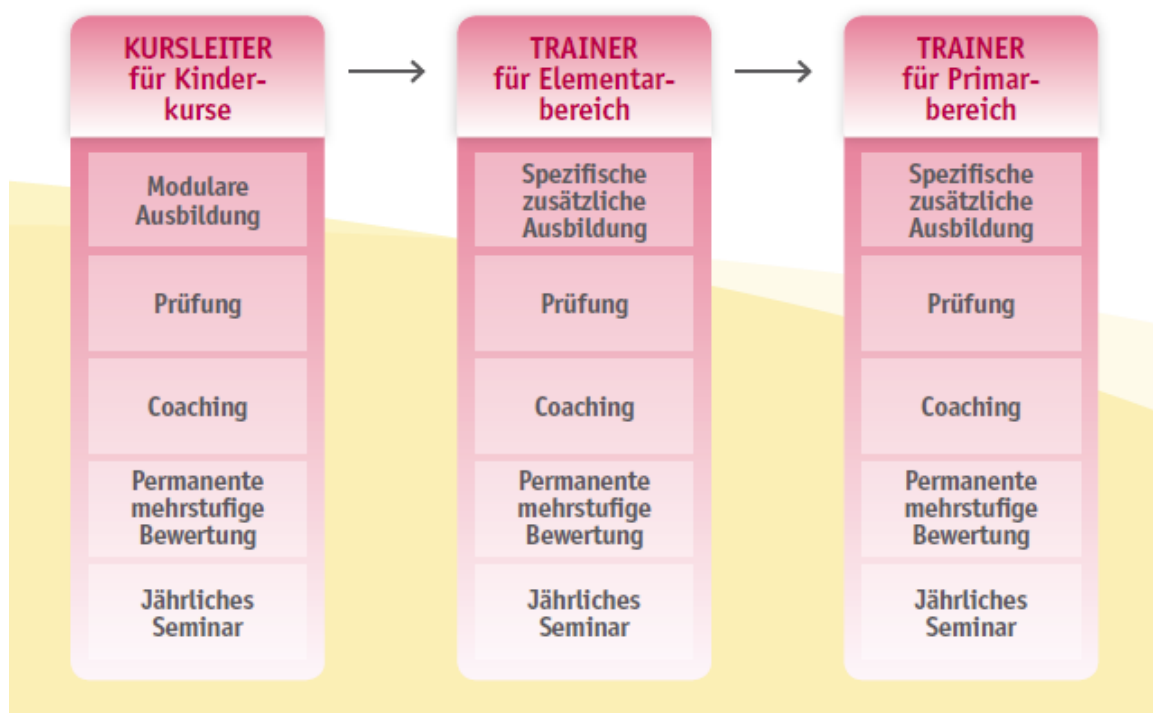 KURSLEITER
für Kinder-
kurse
Modulare
Ausbildung
Prüfung
Coaching
Permanente
mehrstufige
Bewertung
Jährliches
Seminar
TRAINER
für Elementar-
bereich
Spezifische
zusätzliche
Ausbildung
Prüfung
Coaching
Permanente
mehrstufige
Bewertung
Jährliches
Seminar
TRAINER
für Primar-
bereich
Spezifische
zusätzliche
Ausbildung
Prüfung
Coaching
Permanente
mehrstufige
Bewertung
Jährliches
Seminar